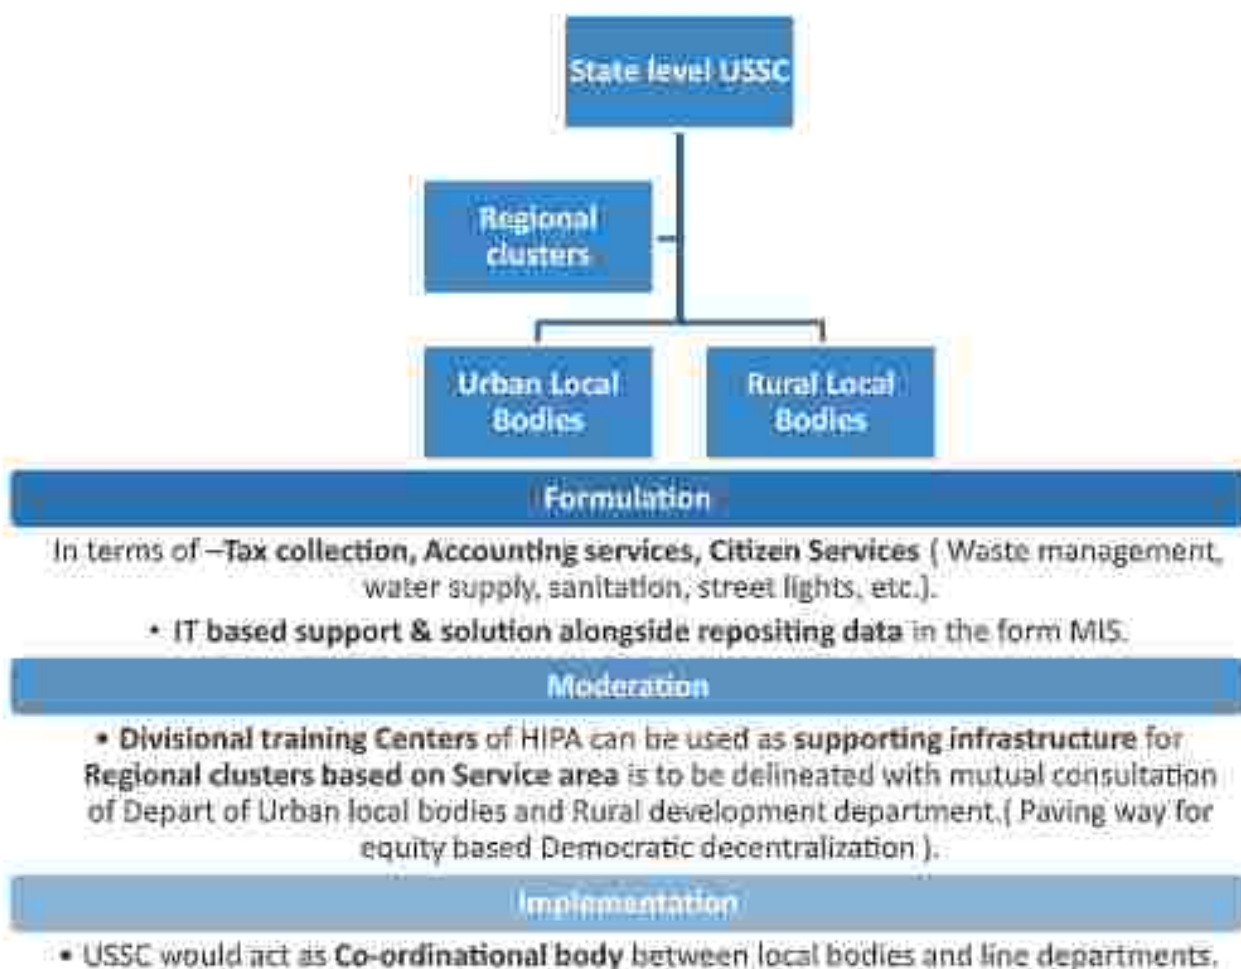 State level USSC
Regional
clusters
Urban Local
Bodies
Rural Local
Bodies
Formulation
In terms of –Tax collection, Accounting services, Citizen Services ( Waste management,
water supply, sanitation, street lights, etc.).
• IT based support & solution alongside repositing data in the form MIS.
Moderation
• Divisional training Centers of HIPA can be used as supporting infrastructure for
Regional clusters based on Service area is to be delineated with mutual consultation
of Depart of Urban local bodies and Rural development department.( Paving way for
equity based Democratic decentralization ).
Implementation
• USSC would act as Co-ordinational body between local bodies and line departments.